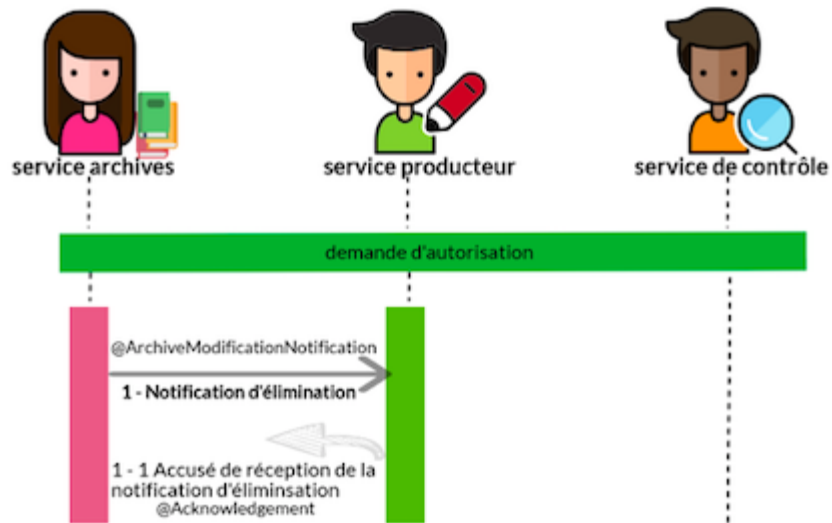 service archives
service producteur
service de contrôle
demande d'autorisation
@ArchiveModificationNotification
1 - Notification d'élimination
1 - 1 Accusé de réception de la
notification d'éliminsation
@Acknowledgement